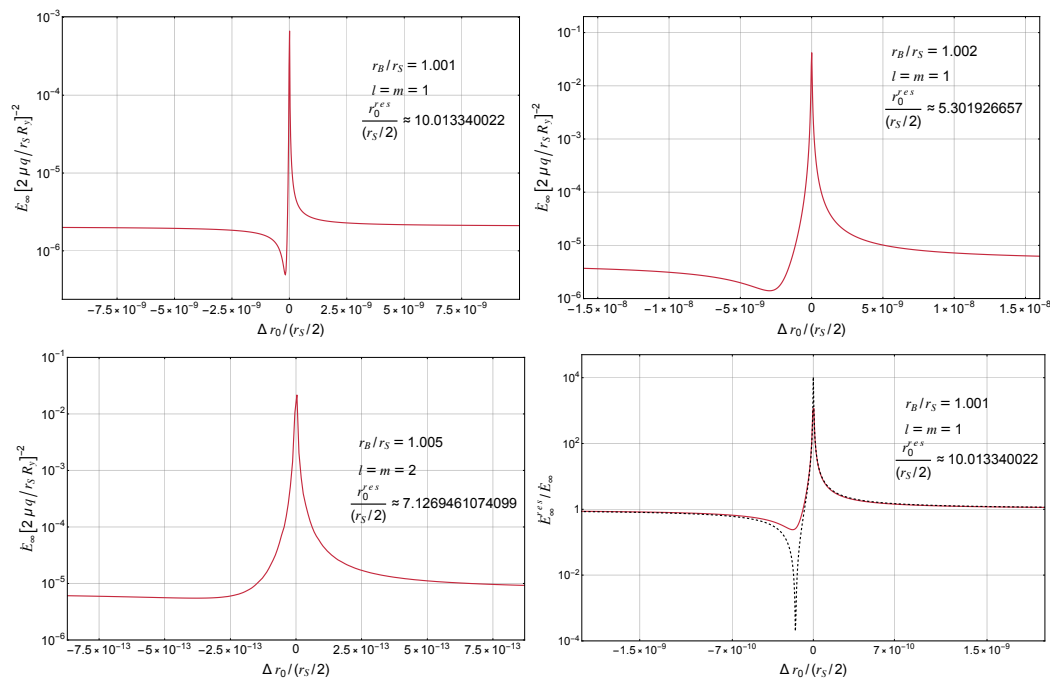 10⁻³
10⁻⁴
10⁻⁵
10⁻⁶
Ė∞ [2 μ q / r_S R_y]⁻²
r_B / r_S = 1.001
l = m = 1
r_0^{res}/(r_S/2) ≈ 10.013340022
−7.5×10⁻⁹ −5.0×10⁻⁹ −2.5×10⁻⁹ 0 2.5×10⁻⁹ 5.0×10⁻⁹ 7.5×10⁻⁹
Δ r_0 / (r_S/2)
10⁻¹
10⁻²
10⁻³
10⁻⁴
10⁻⁵
10⁻⁶
Ė∞ [2 μ q / r_S R_y]⁻²
r_B / r_S = 1.002
l = m = 1
r_0^{res}/(r_S/2) ≈ 5.301926657
−1.5×10⁻⁸ −1.×10⁻⁸ −5.×10⁻⁹ 0 5.×10⁻⁹ 1.×10⁻⁸ 1.5×10⁻⁸
Δ r_0 / (r_S/2)
10⁻¹
10⁻²
10⁻³
10⁻⁴
10⁻⁵
10⁻⁶
Ė∞ [2 μ q / r_S R_y]⁻²
r_B / r_S = 1.005
l = m = 2
r_0^{res}/(r_S/2) ≈ 7.1269461074099
−7.5×10⁻¹³ −5.0×10⁻¹³ −2.5×10⁻¹³ 0 2.5×10⁻¹³ 5.0×10⁻¹³ 7.5×10⁻¹³
Δ r_0 / (r_S/2)
10⁴
10²
1
10⁻²
10⁻⁴
Ė∞^{res} / Ė∞
r_B / r_S = 1.001
l = m = 1
r_0^{res}/(r_S/2) ≈ 10.013340022
−1.5×10⁻⁹ −7.×10⁻¹⁰ 0 7.×10⁻¹⁰ 1.5×10⁻⁹
Δ r_0 / (r_S/2)